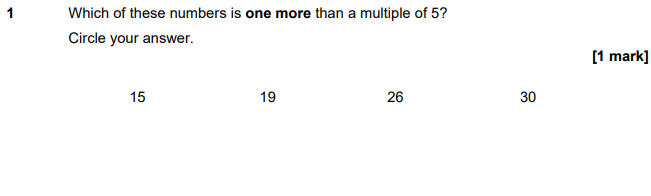 1 Which of these numbers is one more than a multiple of 5?
Circle your answer.
[1 mark]
15 19 26 30